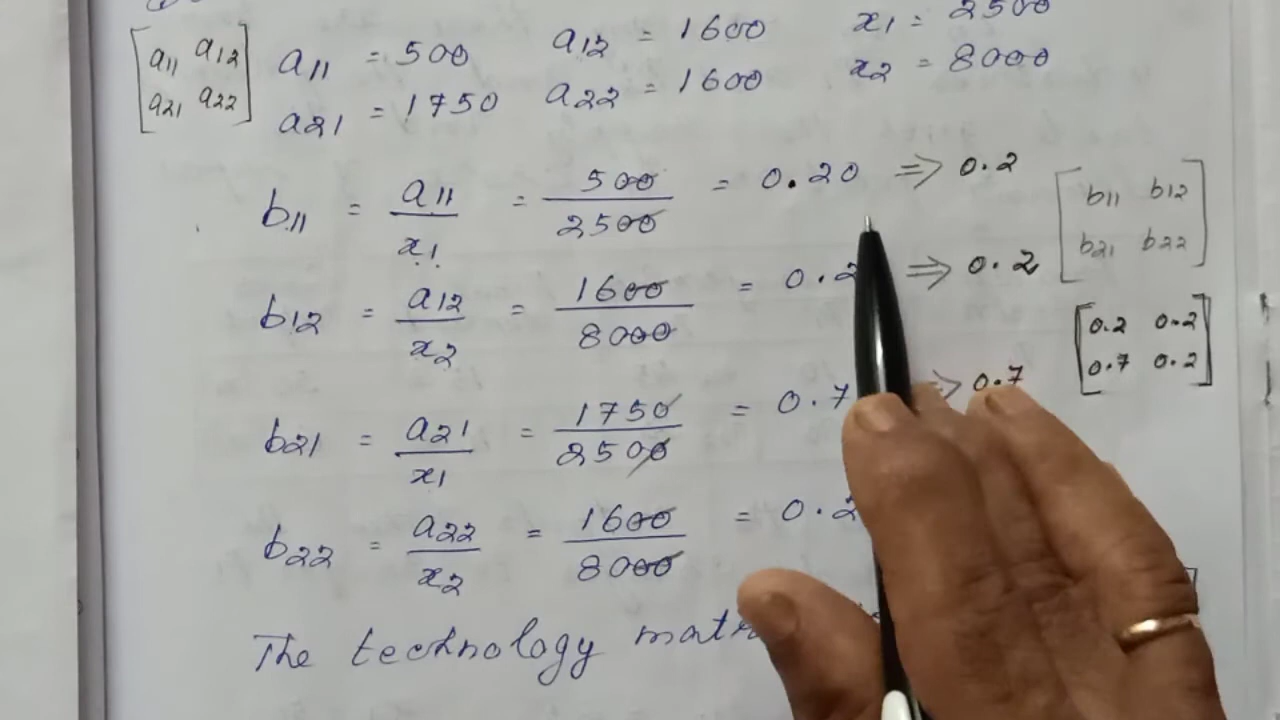 [a11 a12 a21 a22] a11 = 500 a12 = 1600 x1 = 2500
a21 = 1750 a22 = 1600 x2 = 8000
b11 = a11/x1 = 500/2500 = 0.20 ⇒ 0.2 [b11 b12 b21 b22]
b12 = a12/x2 = 1600/8000 = 0.2 ⇒ 0.2 [0.2 0.2 0.7 0.2]
b21 = a21/x1 = 1750/2500 = 0.7 ⇒ 0.7
b22 = a22/x2 = 1600/8000 = 0.2
The technology